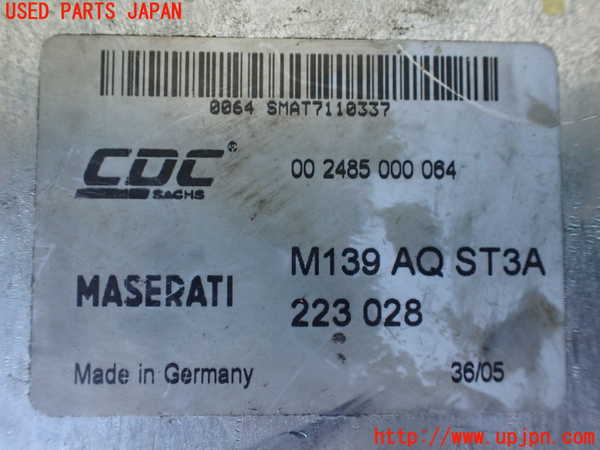 USED PARTS JAPAN
0064 SMAT7110337
CDC®
SACHS
00 2485 000 064
M139 AQ ST3A
MASERATI
223 028
Made in Germany
36/05
http://www.upjpn.com/